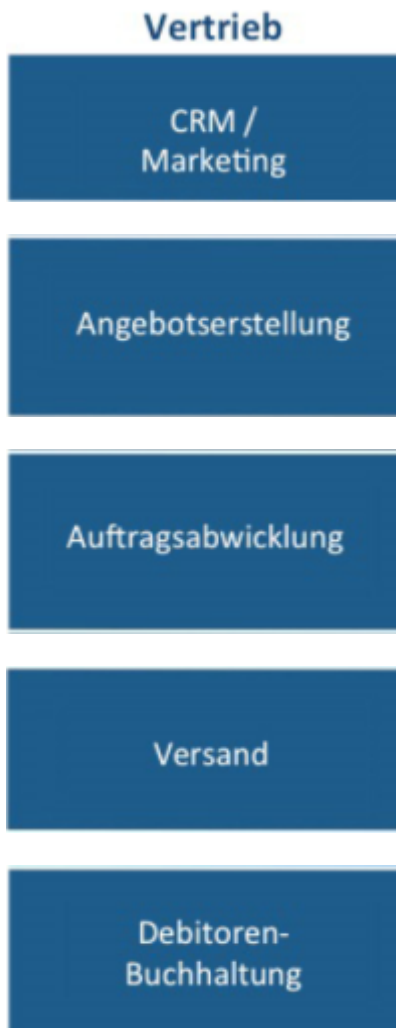 Vertrieb
CRM /
Marketing
Angebotserstellung
Auftragsabwicklung
Versand
Debitoren-
Buchhaltung